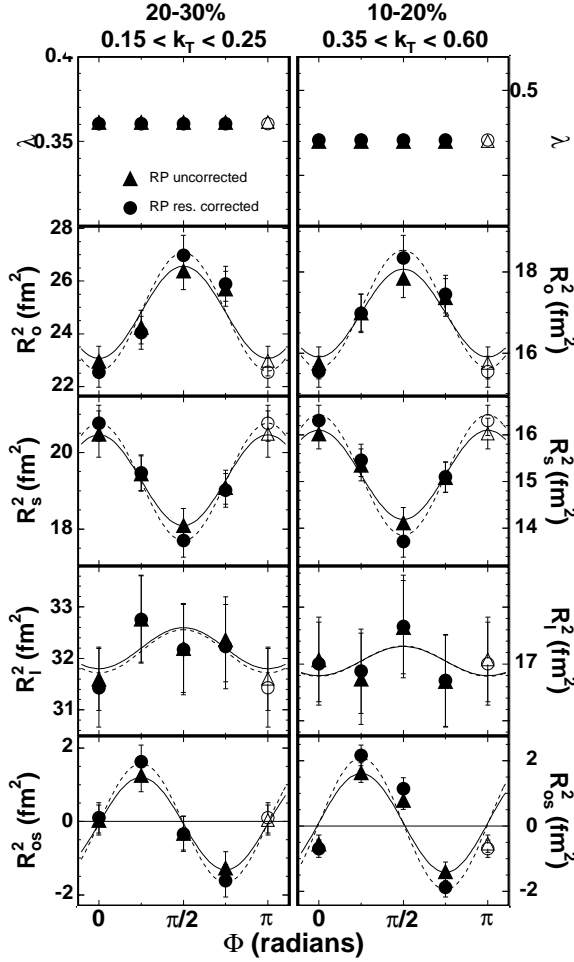 20-30%
0.15 < k_T < 0.25
10-20%
0.35 < k_T < 0.60
0.4
0.35
λ
0.5
λ
RP uncorrected
RP res. corrected
28
26
24
22
R_o^2 (fm^2)
18
16
R_o^2 (fm^2)
20
18
R_s^2 (fm^2)
16
15
14
R_s^2 (fm^2)
33
32
31
R_l^2 (fm^2)
17
R_l^2 (fm^2)
2
0
-2
R_os^2 (fm^2)
2
0
-2
R_os^2 (fm^2)
0
π/2
π
0
π/2
π
Φ (radians)
Φ (radians)